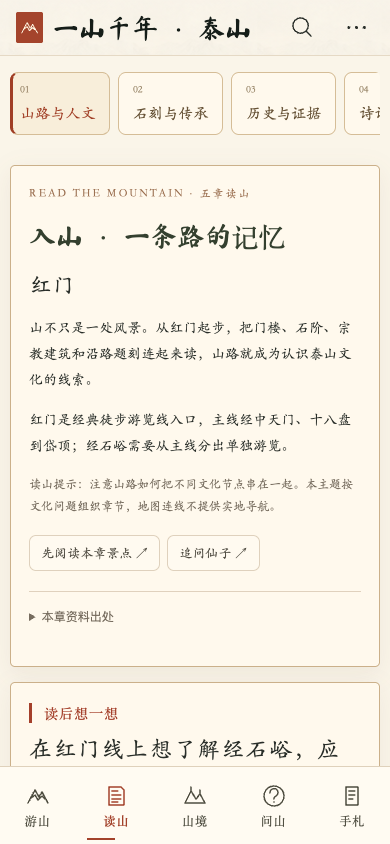 一山千年 · 泰山
01
山路与人文
02
石刻与传承
03
历史与证据
04
READ THE MOUNTAIN · 五章读山
入山 · 一条路的记忆
红门
山不只是一处风景。从红门起步，把门楼、石阶、宗
教建筑和沿路题刻连起来读，山路就成为认识泰山文
化的线索。
红门是经典徒步游览线入口，主线经中天门、十八盘
到岱顶；经石峪需要从主线分出单独游览。
读山提示：注意山路如何把不同文化节点串在一起。本主题按
文化问题组织章节，地图连线不提供实地导航。
先阅读本章景点 ↗
追问仙子 ↗
▶ 本章资料出处
读后想一想
在红门线上想了解经石峪，应
游山
读山
山境
问山
手札